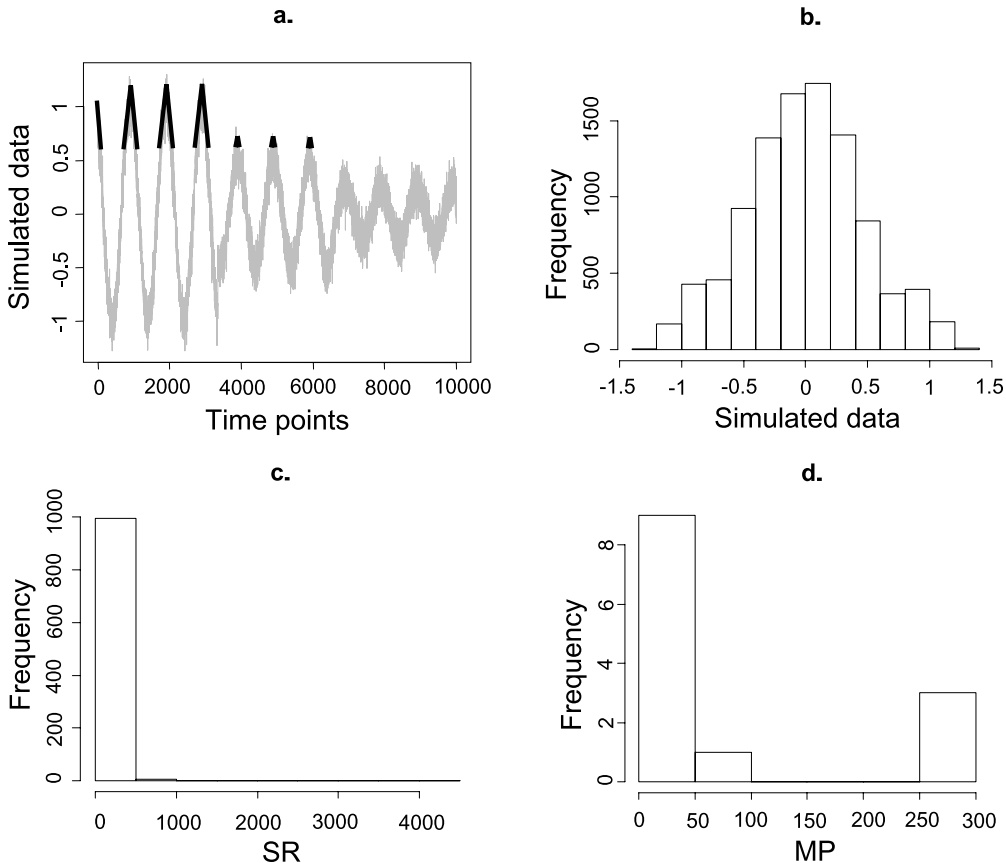 a.
1
0.5
0
-0.5
-1
Simulated data
0 2000 4000 6000 8000 10000
Time points
b.
1500
1000
500
0
Frequency
-1.5 -1 -0.5 0 0.5 1 1.5
Simulated data
c.
1000
800
600
400
200
0
Frequency
0 1000 2000 3000 4000
SR
d.
8
6
4
2
0
Frequency
0 50 100 150 200 250 300
MP